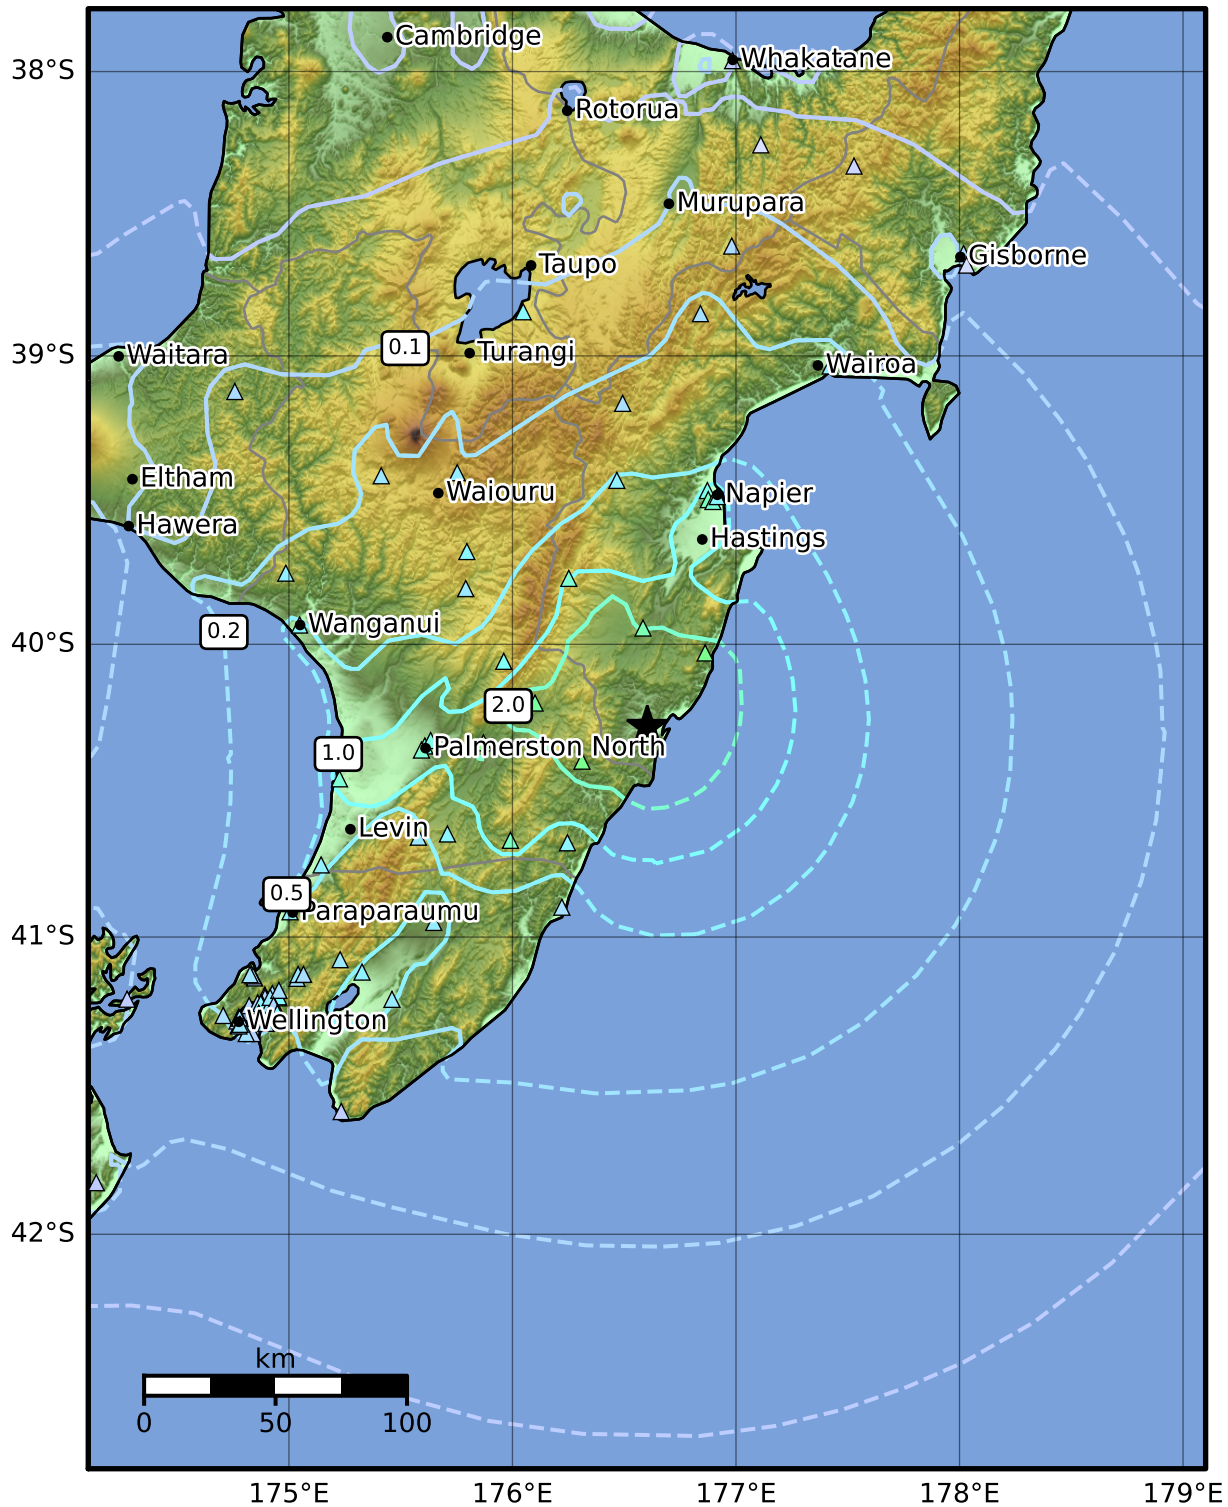 Cambridge
Whakatane
38°S
Rotorua
Murupara
Gisborne
Taupo
0.1
Turangi
39°S
Waitara
Wairoa
Eltham
Waiouru
Napier
Hawera
Hastings
0.2
Wanganui
40°S
2.0
1.0
Palmerston North
Levin
0.5
Paraparaumu
41°S
Wellington
42°S
km
0 50 100
175°E 176°E 177°E 178°E 179°E